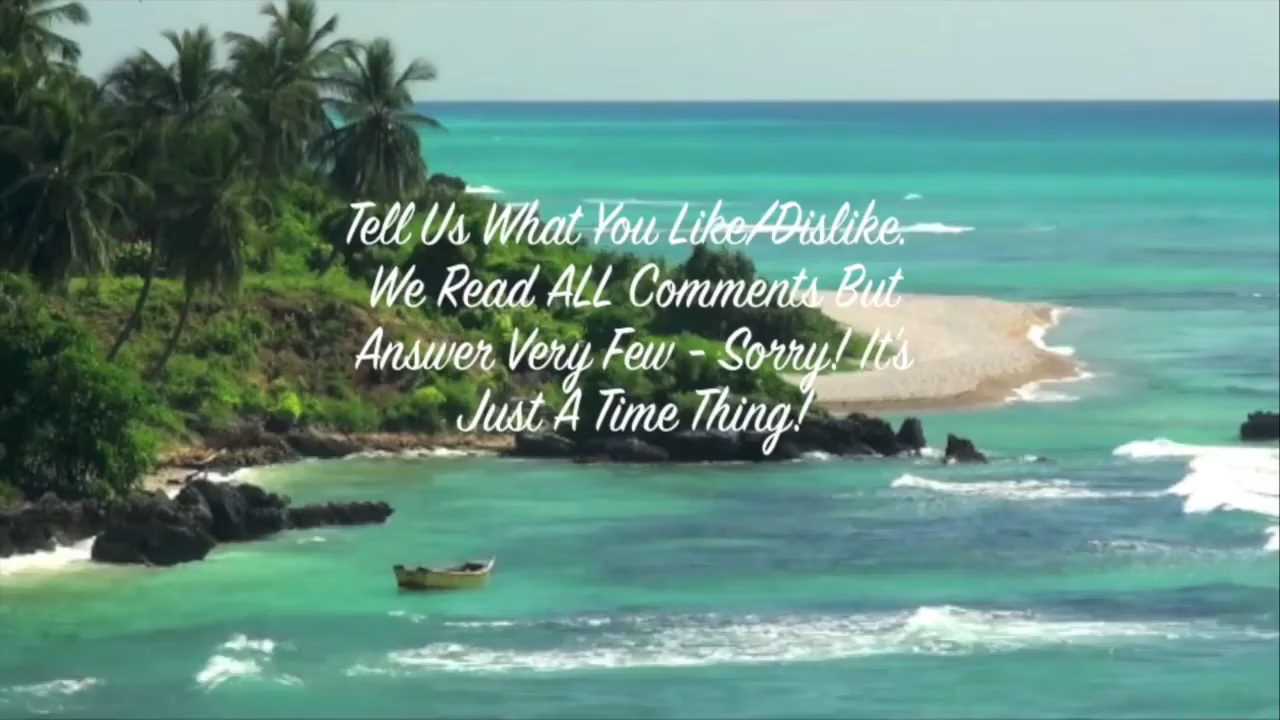 Tell Us What You Like/Dislike.
We Read ALL Comments But
Answer Very Few - Sorry! It's
Just A Time Thing!